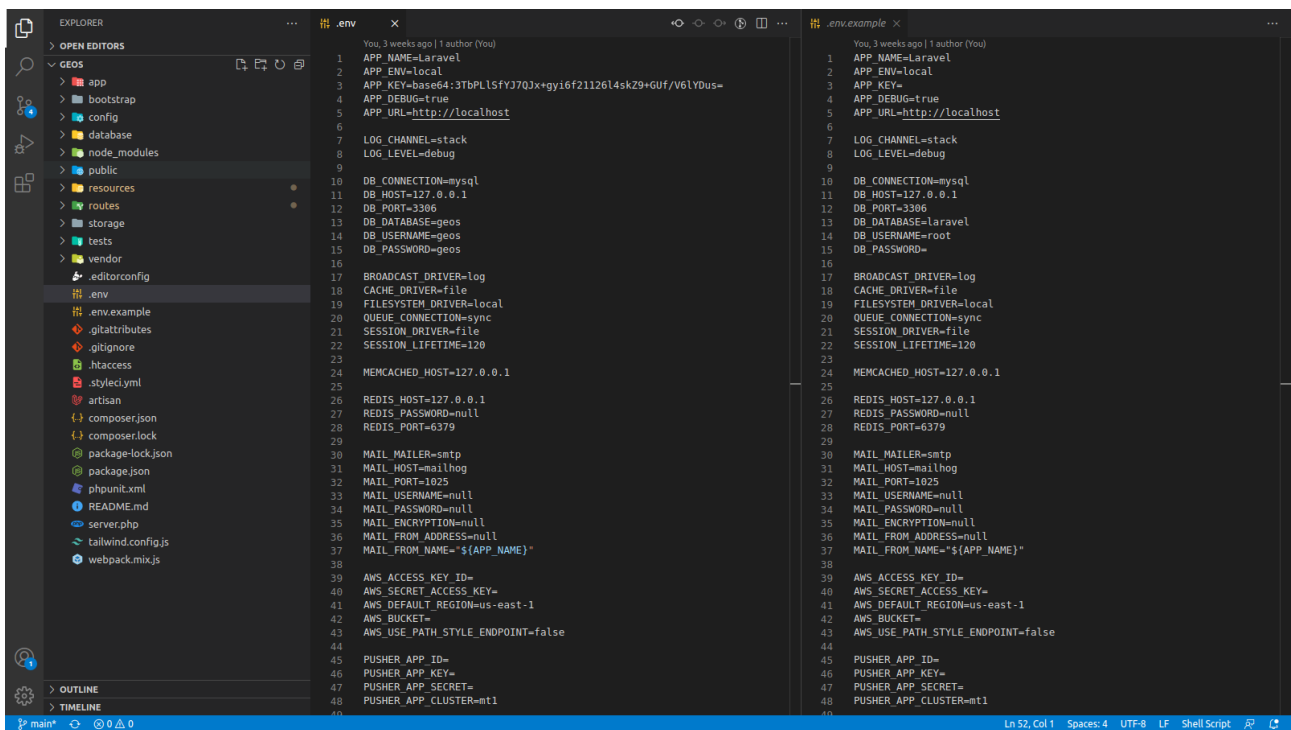 EXPLORER
OPEN EDITORS
GEOS
app
bootstrap
config
database
node_modules
public
resources
routes
storage
tests
vendor
.editorconfig
.env
.env.example
.gitattributes
.gitignore
.htaccess
.styleci.yml
artisan
composer.json
composer.lock
package-lock.json
package.json
phpunit.xml
README.md
server.php
tailwind.config.js
webpack.mix.js
OUTLINE
TIMELINE
4
1
.env
You, 3 weeks ago | 1 author (You)
1 APP_NAME=Laravel
2 APP_ENV=local
3 APP_KEY=base64:3TbPLlSfYJ7QJx+gyi6f21126l4skZ9+GUf/V6lYDus=
4 APP_DEBUG=true
5 APP_URL=http://localhost
6
7 LOG_CHANNEL=stack
8 LOG_LEVEL=debug
9
10 DB_CONNECTION=mysql
11 DB_HOST=127.0.0.1
12 DB_PORT=3306
13 DB_DATABASE=geos
14 DB_USERNAME=geos
15 DB_PASSWORD=geos
16
17 BROADCAST_DRIVER=log
18 CACHE_DRIVER=file
19 FILESYSTEM_DRIVER=local
20 QUEUE_CONNECTION=sync
21 SESSION_DRIVER=file
22 SESSION_LIFETIME=120
23
24 MEMCACHED_HOST=127.0.0.1
25
26 REDIS_HOST=127.0.0.1
27 REDIS_PASSWORD=null
28 REDIS_PORT=6379
29
30 MAIL_MAILER=smtp
31 MAIL_HOST=mailhog
32 MAIL_PORT=1025
33 MAIL_USERNAME=null
34 MAIL_PASSWORD=null
35 MAIL_ENCRYPTION=null
36 MAIL_FROM_ADDRESS=null
37 MAIL_FROM_NAME="${APP_NAME}"
38
39 AWS_ACCESS_KEY_ID=
40 AWS_SECRET_ACCESS_KEY=
41 AWS_DEFAULT_REGION=us-east-1
42 AWS_BUCKET=
43 AWS_USE_PATH_STYLE_ENDPOINT=false
44
45 PUSHER_APP_ID=
46 PUSHER_APP_KEY=
47 PUSHER_APP_SECRET=
48 PUSHER_APP_CLUSTER=mt1
49
.env.example
You, 3 weeks ago | 1 author (You)
1 APP_NAME=Laravel
2 APP_ENV=local
3 APP_KEY=
4 APP_DEBUG=true
5 APP_URL=http://localhost
6
7 LOG_CHANNEL=stack
8 LOG_LEVEL=debug
9
10 DB_CONNECTION=mysql
11 DB_HOST=127.0.0.1
12 DB_PORT=3306
13 DB_DATABASE=laravel
14 DB_USERNAME=root
15 DB_PASSWORD=
16
17 BROADCAST_DRIVER=log
18 CACHE_DRIVER=file
19 FILESYSTEM_DRIVER=local
20 QUEUE_CONNECTION=sync
21 SESSION_DRIVER=file
22 SESSION_LIFETIME=120
23
24 MEMCACHED_HOST=127.0.0.1
25
26 REDIS_HOST=127.0.0.1
27 REDIS_PASSWORD=null
28 REDIS_PORT=6379
29
30 MAIL_MAILER=smtp
31 MAIL_HOST=mailhog
32 MAIL_PORT=1025
33 MAIL_USERNAME=null
34 MAIL_PASSWORD=null
35 MAIL_ENCRYPTION=null
36 MAIL_FROM_ADDRESS=null
37 MAIL_FROM_NAME="${APP_NAME}"
38
39 AWS_ACCESS_KEY_ID=
40 AWS_SECRET_ACCESS_KEY=
41 AWS_DEFAULT_REGION=us-east-1
42 AWS_BUCKET=
43 AWS_USE_PATH_STYLE_ENDPOINT=false
44
45 PUSHER_APP_ID=
46 PUSHER_APP_KEY=
47 PUSHER_APP_SECRET=
48 PUSHER_APP_CLUSTER=mt1
49
main* 0 0 Ln 52, Col 1 Spaces: 4 UTF-8 LF Shell Script